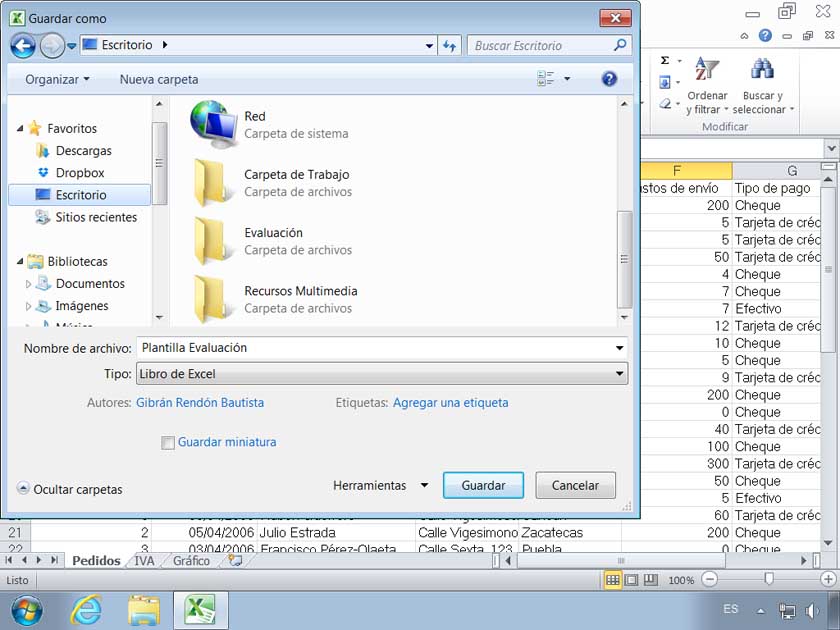 Guardar como
Escritorio
Buscar Escritorio
Organizar
Nueva carpeta
Favoritos
Descargas
Dropbox
Escritorio
Sitios recientes
Bibliotecas
Documentos
Imágenes
Red
Carpeta de sistema
Carpeta de Trabajo
Carpeta de archivos
Evaluación
Carpeta de archivos
Recursos Multimedia
Carpeta de archivos
Nombre de archivo: Plantilla Evaluación
Tipo: Libro de Excel
Autores: Gibrán Rendón Bautista
Etiquetas: Agregar una etiqueta
Guardar miniatura
Ocultar carpetas
Herramientas
Guardar
Cancelar
Σ
Ordenar y filtrar
Buscar y seleccionar
Modificar
F G
de envío Tipo de pago
200 Cheque
5 Tarjeta de créc
5 Tarjeta de créc
50 Tarjeta de créc
4 Cheque
7 Cheque
7 Efectivo
12 Tarjeta de créc
10 Cheque
5 Cheque
9 Tarjeta de créc
200 Cheque
0 Cheque
40 Tarjeta de créc
100 Cheque
300 Tarjeta de créc
50 Cheque
5 Efectivo
60 Tarjeta de créc
21 2 05/04/2006 Julio Estrada Calle Vigesimono Zacatecas 200 Cheque
22 3 03/04/2006 Francisco Pérez-Olaeta Calle Sexta, 123 Puebla 0 Cheque
Pedidos IVA Gráfico
Listo
100%
ES